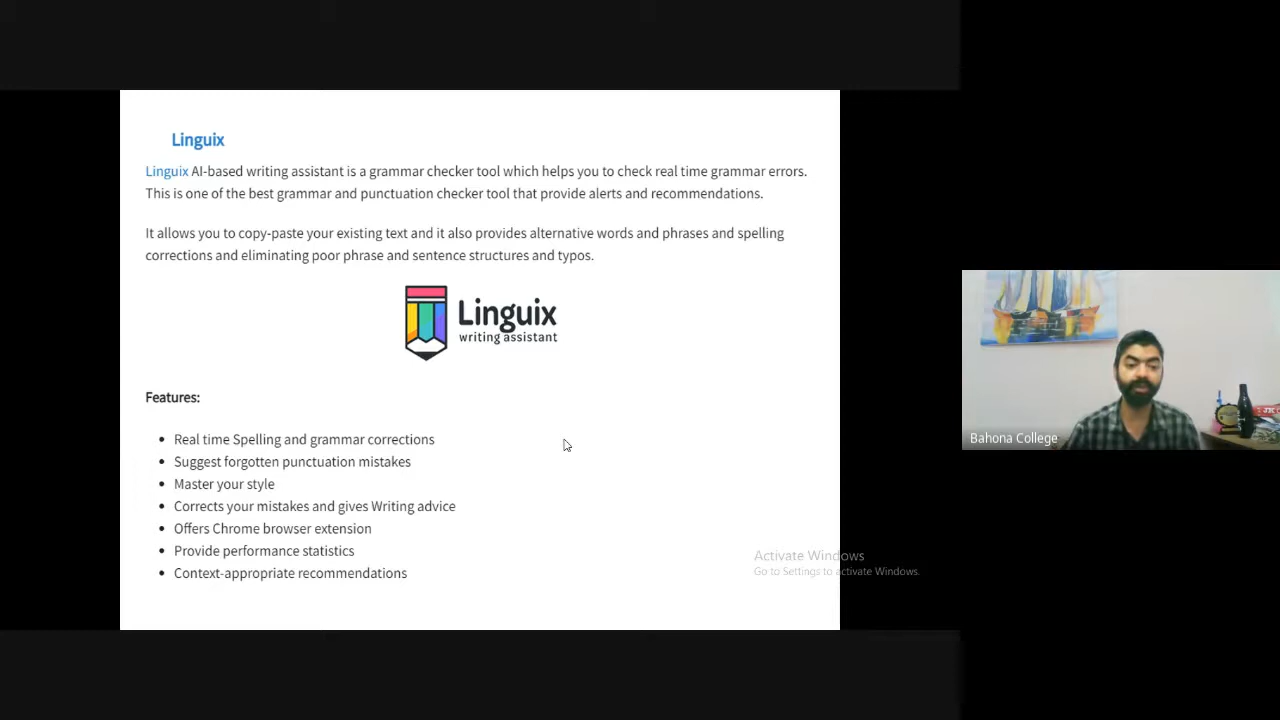 Linguix
Linguix AI-based writing assistant is a grammar checker tool which helps you to check real time grammar errors.
This is one of the best grammar and punctuation checker tool that provide alerts and recommendations.
It allows you to copy-paste your existing text and it also provides alternative words and phrases and spelling
corrections and eliminating poor phrase and sentence structures and typos.
Linguix
writing assistant
Features:
• Real time Spelling and grammar corrections
• Suggest forgotten punctuation mistakes
• Master your style
• Corrects your mistakes and gives Writing advice
• Offers Chrome browser extension
• Provide performance statistics
• Context-appropriate recommendations
Activate Windows
Go to Settings to activate Windows.
Bahona College